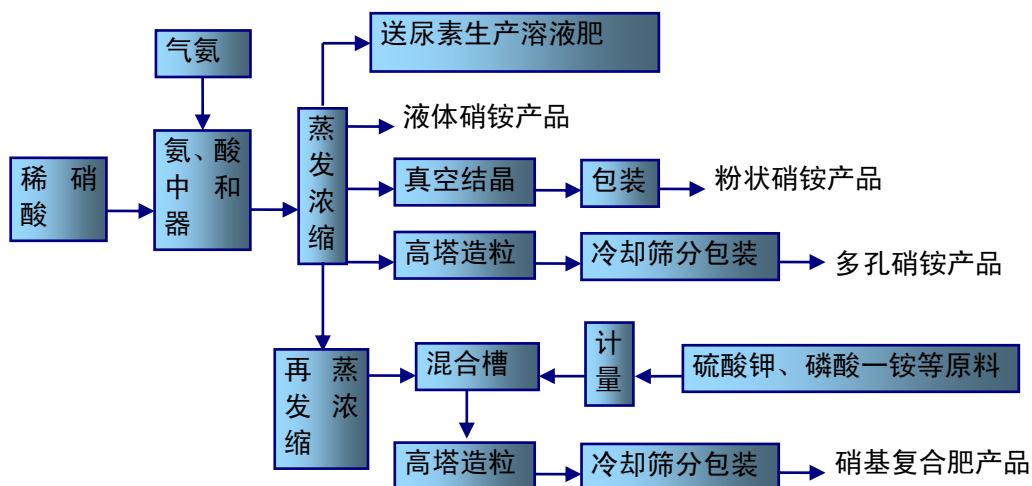 送尿素生产溶液肥
气氨
液体硝铵产品
氨、酸
中和
器
蒸
发
浓
缩
稀硝
酸
真空结晶
包装
粉状硝铵产品
高塔造粒
冷却筛分包装
多孔硝铵产品
再蒸
发浓
缩
混合槽
计
量
硫酸钾、磷酸一铵等原料
高塔造粒
冷却筛分包装
硝基复合肥产品